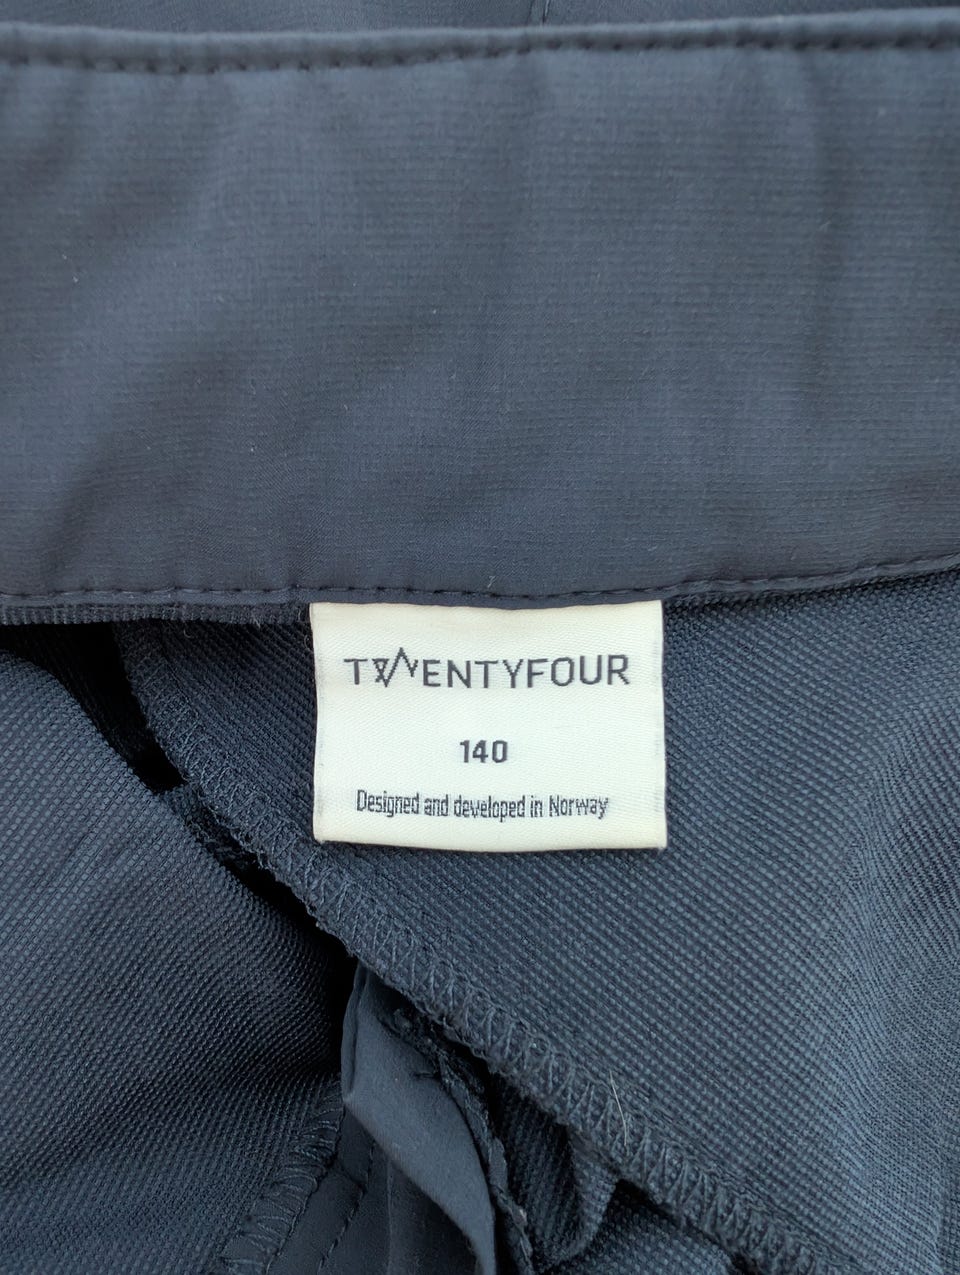 TWENTYFOUR
140
Designed and developed in Norway